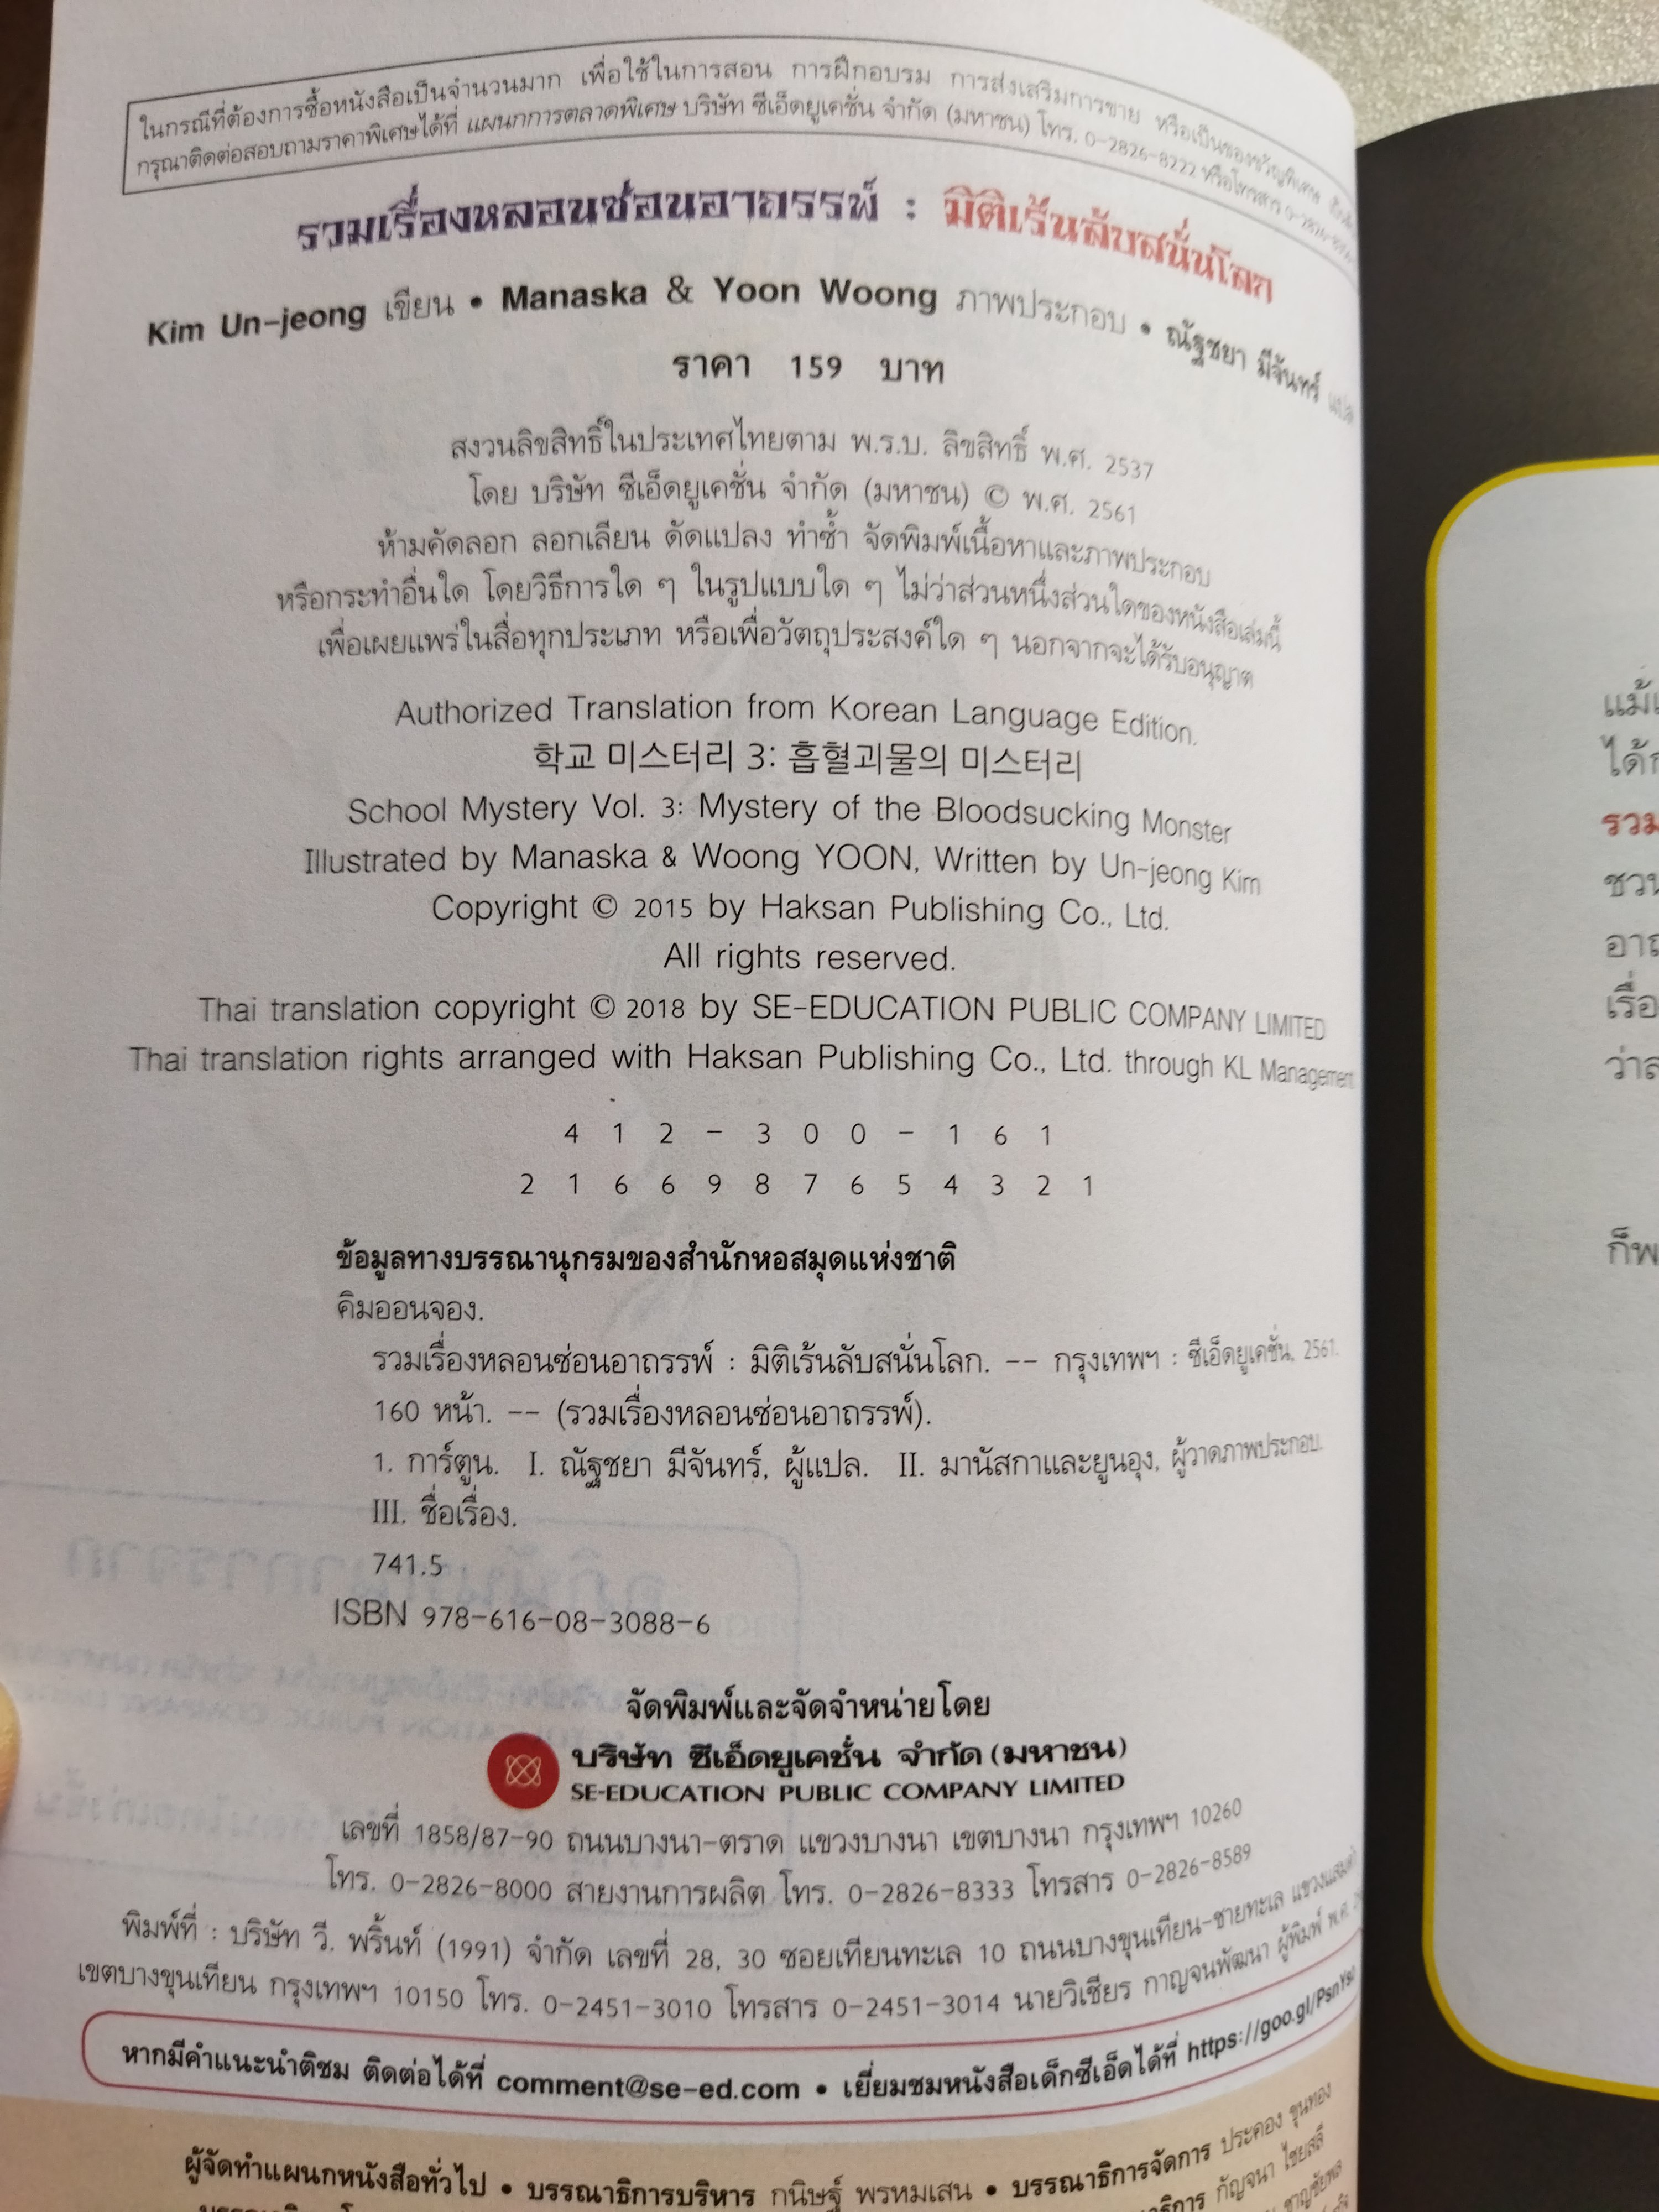 ในกรณีที่ต้องการซื้อหนังสือเป็นจำนวนมาก เพื่อใช้ในการสอน การฝึกอบรม การส่งเสริมการขาย หรือเป็นของขวัญพิเศษ
กรุณาติดต่อสอบถามราคาพิเศษได้ที่ แผนกการตลาดพิเศษ บริษัท ซีเอ็ดยูเคชั่น จำกัด (มหาชน) โทร. 0-2826-8222 หรือโทรสาร
รวมเรื่องหลอนซ่อนอาถรรพ์ : มิติเร้นลับสนั่นโลก
Kim Un-jeong เขียน • Manaska & Yoon Woong ภาพประกอบ • ณัฐชยา มีจันทร์ แปล
ราคา 159 บาท
สงวนลิขสิทธิ์ในประเทศไทยตาม พ.ร.บ. ลิขสิทธิ์ พ.ศ. 2537
โดย บริษัท ซีเอ็ดยูเคชั่น จำกัด (มหาชน) © พ.ศ. 2561
ห้ามคัดลอก ลอกเลียน ดัดแปลง ทำซ้ำ จัดพิมพ์เนื้อหาและภาพประกอบ
หรือกระทำอื่นใด โดยวิธีการใด ๆ ในรูปแบบใด ๆ ไม่ว่าส่วนหนึ่งส่วนใดของหนังสือเล่มนี้
เพื่อเผยแพร่ในสื่อทุกประเภท หรือเพื่อวัตถุประสงค์ใด ๆ นอกจากจะได้รับอนุญาต
Authorized Translation from Korean Language Edition.
학교 미스터리 3: 흡혈괴물의 미스터리
School Mystery Vol. 3: Mystery of the Bloodsucking Monster
Illustrated by Manaska & Woong YOON, Written by Un-jeong Kim
Copyright © 2015 by Haksan Publishing Co., Ltd.
All rights reserved.
Thai translation copyright © 2018 by SE-EDUCATION PUBLIC COMPANY LIMITED
Thai translation rights arranged with Haksan Publishing Co., Ltd. through KL Management
4 1 2 - 3 0 0 - 1 6 1
2 1 6 6 9 8 7 6 5 4 3 2 1
ข้อมูลทางบรรณานุกรมของสำนักหอสมุดแห่งชาติ
คิมออนจอง.
รวมเรื่องหลอนซ่อนอาถรรพ์ : มิติเร้นลับสนั่นโลก. -- กรุงเทพฯ : ซีเอ็ดยูเคชั่น, 2561.
160 หน้า. -- (รวมเรื่องหลอนซ่อนอาถรรพ์).
1. การ์ตูน. I. ณัฐชยา มีจันทร์, ผู้แปล. II. มานัสกาและยูนอุง, ผู้วาดภาพประกอบ.
III. ชื่อเรื่อง.
741.5
ISBN 978-616-08-3088-6
จัดพิมพ์และจัดจำหน่ายโดย
บริษัท ซีเอ็ดยูเคชั่น จำกัด (มหาชน)
SE-EDUCATION PUBLIC COMPANY LIMITED
เลขที่ 1858/87-90 ถนนบางนา-ตราด แขวงบางนา เขตบางนา กรุงเทพฯ 10260
โทร. 0-2826-8000 สายงานการผลิต โทร. 0-2826-8333 โทรสาร 0-2826-8589
พิมพ์ที่ : บริษัท วี. พริ้นท์ (1991) จำกัด เลขที่ 28, 30 ซอยเทียนทะเล 10 ถนนบางขุนเทียน-ชายทะเล
เขตบางขุนเทียน กรุงเทพฯ 10150 โทร. 0-2451-3010 โทรสาร 0-2451-3014 นายวิเชียร กาญจนพัฒนา ผู้พิมพ์ พ.ศ.
หากมีคำแนะนำติชม ติดต่อได้ที่ comment@se-ed.com • เยี่ยมชมหนังสือเด็กซีเอ็ดได้ที่ https://goo.gl/PsnYsJ
ผู้จัดทำแผนกหนังสือทั่วไป • บรรณาธิการบริหาร กนิษฐ์ พรหมเสน • บรรณาธิการจัดการ ประคอง ขุนทอง
กัญจนา ไชยสลี
รวม